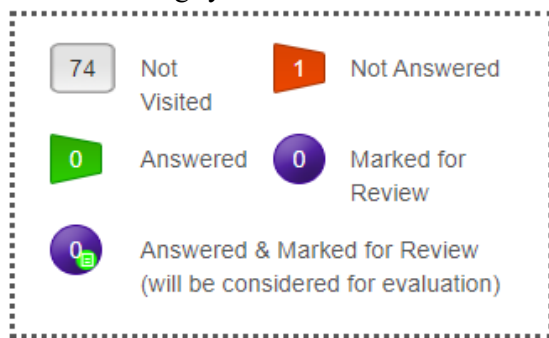 74 Not Visited
1 Not Answered
0 Answered
0 Marked for Review
0 Answered & Marked for Review
(will be considered for evaluation)